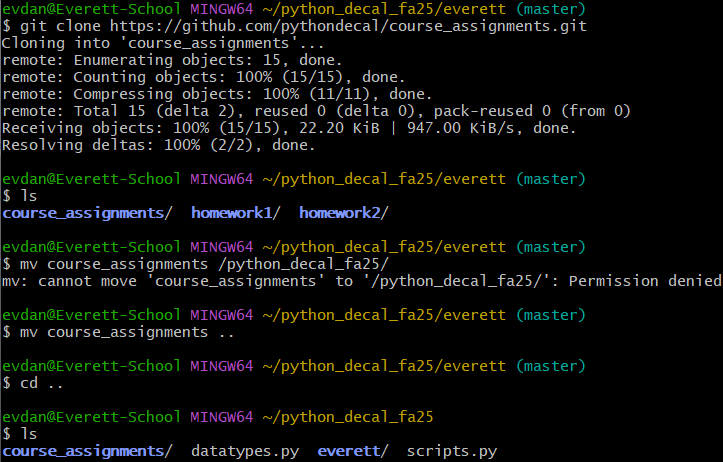 evdan@Everett-School MINGW64 ~/python_decal_fa25/everett (master)
$ git clone https://github.com/pythondecal/course_assignments.git
Cloning into 'course_assignments'...
remote: Enumerating objects: 15, done.
remote: Counting objects: 100% (15/15), done.
remote: Compressing objects: 100% (11/11), done.
remote: Total 15 (delta 2), reused 0 (delta 0), pack-reused 0 (from 0)
Receiving objects: 100% (15/15), 22.20 KiB | 947.00 KiB/s, done.
Resolving deltas: 100% (2/2), done.
evdan@Everett-School MINGW64 ~/python_decal_fa25/everett (master)
$ ls
course_assignments/  homework1/  homework2/
evdan@Everett-School MINGW64 ~/python_decal_fa25/everett (master)
$ mv course_assignments /python_decal_fa25/
mv: cannot move 'course_assignments' to '/python_decal_fa25/': Permission denied
evdan@Everett-School MINGW64 ~/python_decal_fa25/everett (master)
$ mv course_assignments ..
evdan@Everett-School MINGW64 ~/python_decal_fa25/everett (master)
$ cd ..
evdan@Everett-School MINGW64 ~/python_decal_fa25
$ ls
course_assignments/  datatypes.py  everett/  scripts.py